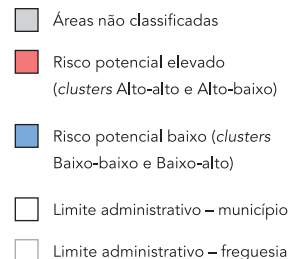 Áreas não classificadas
Risco potencial elevado
(clusters Alto-alto e Alto-baixo)
Risco potencial baixo (clusters
Baixo-baixo e Baixo-alto)
Limite administrativo – município
Limite administrativo – freguesia